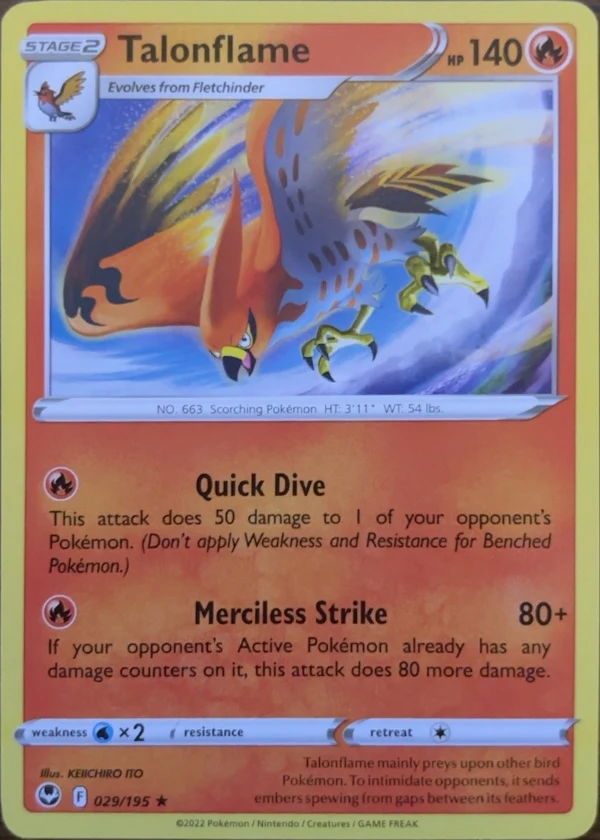 STAGE2 Talonflame HP 140
Evolves from Fletchinder
NO. 663 Scorching Pokémon HT: 3'11" WT: 54 lbs.
Quick Dive
This attack does 50 damage to 1 of your opponent's
Pokémon. (Don't apply Weakness and Resistance for Benched
Pokémon.)
Merciless Strike 80+
If your opponent's Active Pokémon already has any
damage counters on it, this attack does 80 more damage.
weakness ×2 resistance retreat
Illus. KEIICHIRO ITO
F 029/195 ★
Talonflame mainly preys upon other bird
Pokémon. To intimidate opponents, it sends
embers spewing from gaps between its feathers.
©2022 Pokémon / Nintendo / Creatures / GAME FREAK